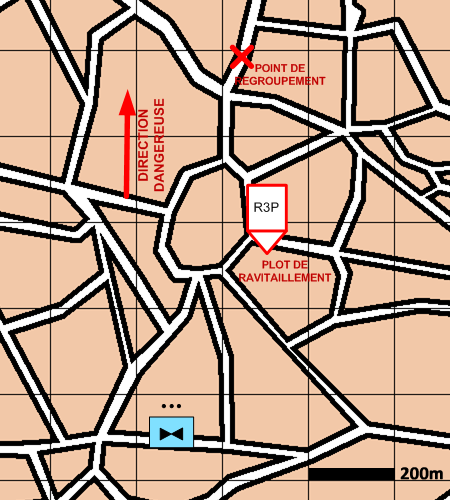 POINT DE
REGROUPEMENT
DIRECTION
DANGEREUSE
R3P
PLOT DE
RAVITAILLEMENT
200m